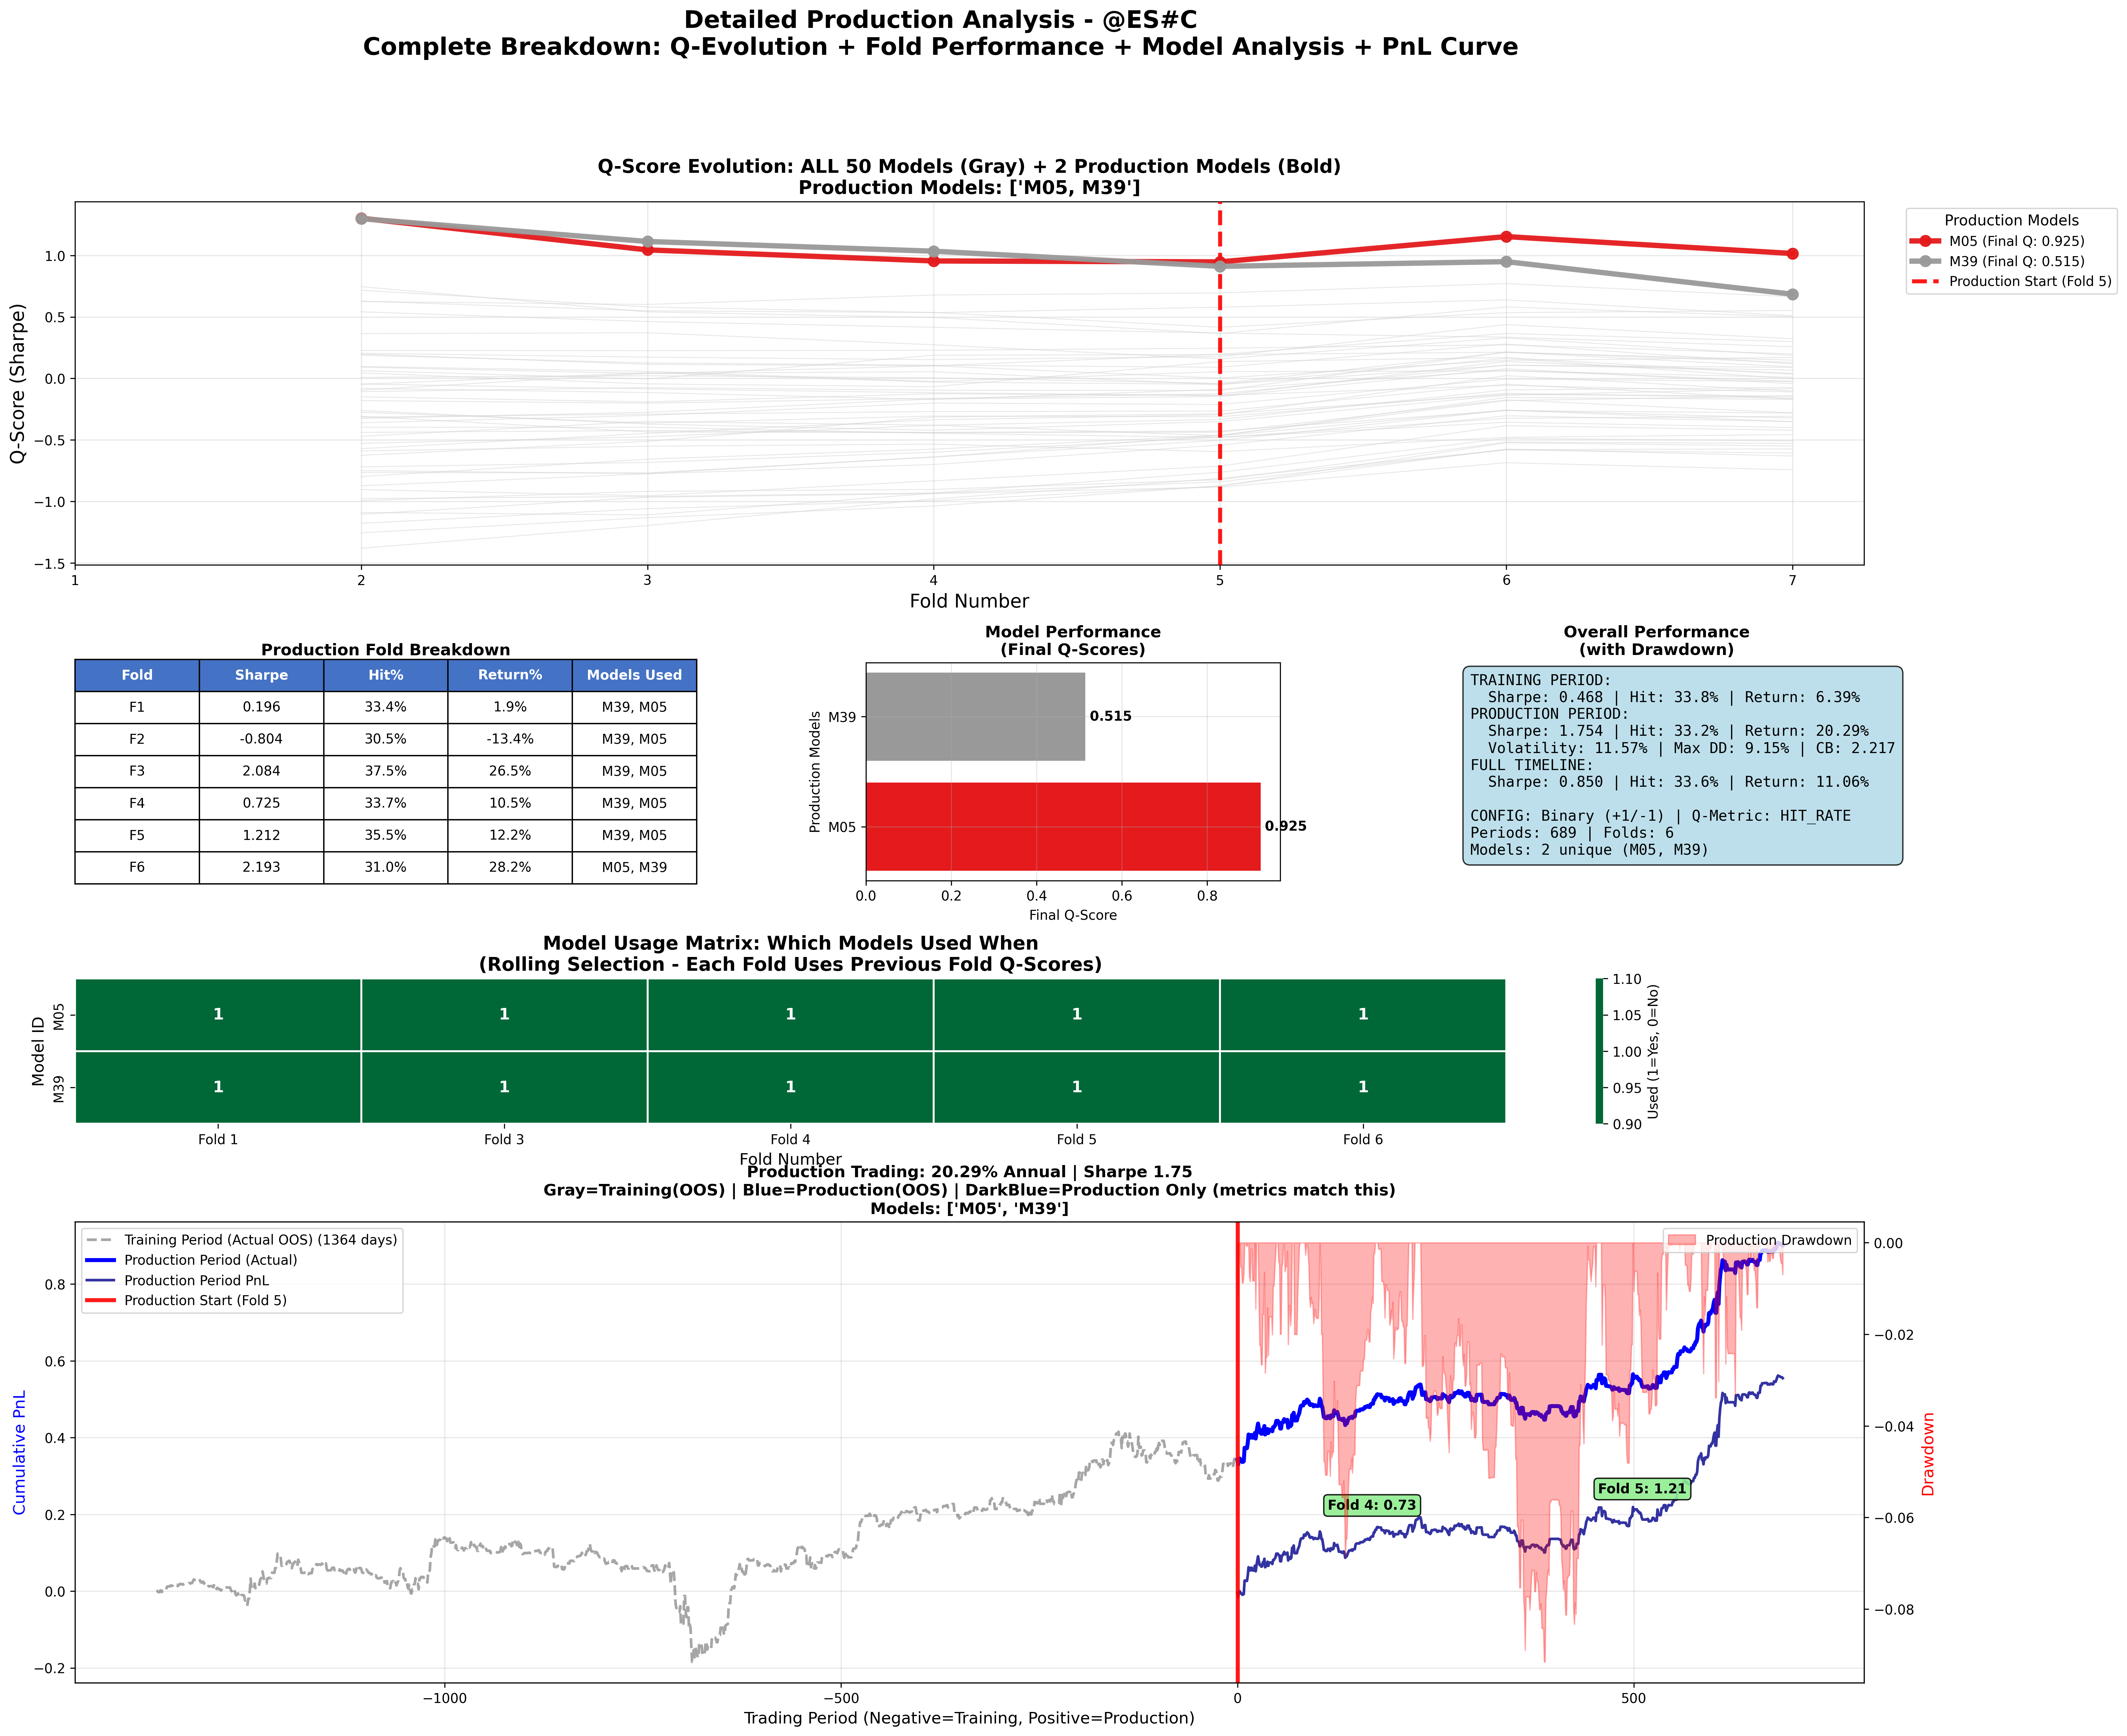 Detailed Production Analysis - @ES#C
Complete Breakdown: Q-Evolution + Fold Performance + Model Analysis + PnL Curve
Q-Score Evolution: ALL 50 Models (Gray) + 2 Production Models (Bold)
Production Models: ['M05, M39']
Q-Score (Sharpe)
1.0
0.5
0.0
−0.5
−1.0
−1.5
1
2
3
4
5
6
7
Fold Number
Production Models
M05 (Final Q: 0.925)
M39 (Final Q: 0.515)
Production Start (Fold 5)
Production Fold Breakdown
Fold Sharpe Hit% Return% Models Used
F1 0.196 33.4% 1.9% M39, M05
F2 -0.804 30.5% -13.4% M39, M05
F3 2.084 37.5% 26.5% M39, M05
F4 0.725 33.7% 10.5% M39, M05
F5 1.212 35.5% 12.2% M39, M05
F6 2.193 31.0% 28.2% M05, M39
Model Performance
(Final Q-Scores)
Production Models
M39
0.515
M05
0.925
0.0 0.2 0.4 0.6 0.8
Final Q-Score
Overall Performance
(with Drawdown)
TRAINING PERIOD:
Sharpe: 0.468 | Hit: 33.8% | Return: 6.39%
PRODUCTION PERIOD:
Sharpe: 1.754 | Hit: 33.2% | Return: 20.29%
Volatility: 11.57% | Max DD: 9.15% | CB: 2.217
FULL TIMELINE:
Sharpe: 0.850 | Hit: 33.6% | Return: 11.06%
CONFIG: Binary (+1/-1) | Q-Metric: HIT_RATE
Periods: 689 | Folds: 6
Models: 2 unique (M05, M39)
Model Usage Matrix: Which Models Used When
(Rolling Selection - Each Fold Uses Previous Fold Q-Scores)
Model ID
M05
1 1 1 1 1
M39
1 1 1 1 1
Fold 1 Fold 3 Fold 4 Fold 5 Fold 6
Fold Number
1.10
1.05
1.00
0.95
0.90
Used (1=Yes, 0=No)
Production Trading: 20.29% Annual | Sharpe 1.75
Gray=Training(OOS) | Blue=Production(OOS) | DarkBlue=Production Only (metrics match this)
Models: ['M05', 'M39']
Training Period (Actual OOS) (1364 days)
Production Period (Actual)
Production Period PnL
Production Start (Fold 5)
Production Drawdown
Cumulative PnL
0.8
0.6
0.4
0.2
0.0
−0.2
Fold 4: 0.73
Fold 5: 1.21
0.00
−0.02
−0.04
−0.06
−0.08
Drawdown
−1000 −500 0 500
Trading Period (Negative=Training, Positive=Production)